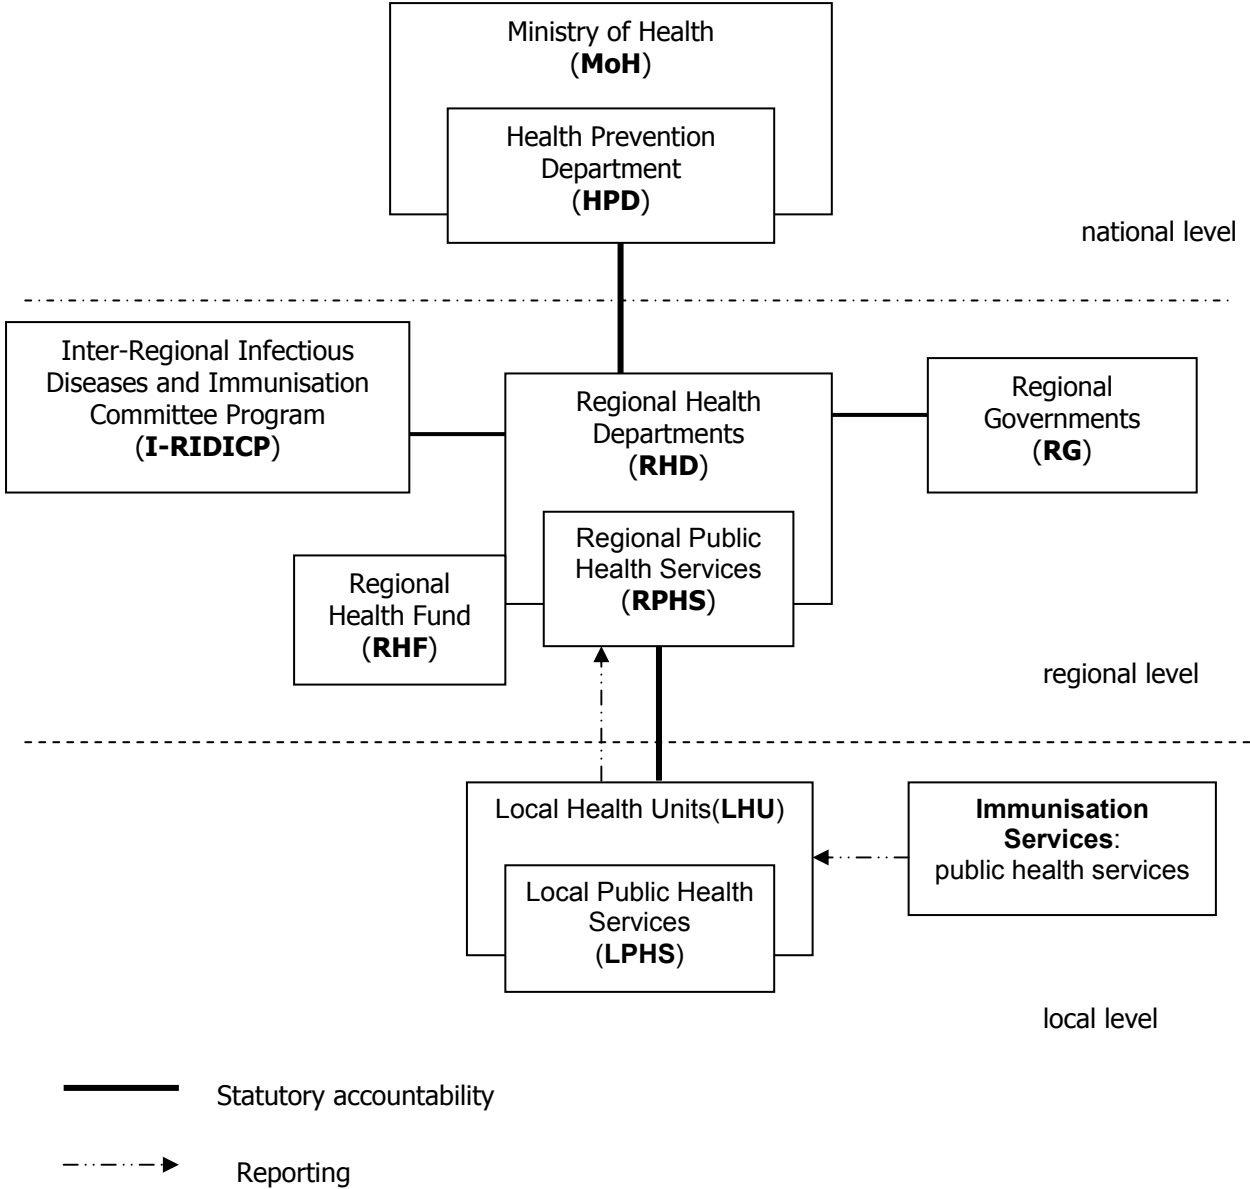 Ministry of Health
(MoH)
Health Prevention
Department
(HPD)
national level
Inter-Regional Infectious
Diseases and Immunisation
Committee Program
(I-RIDICP)
Regional Health
Departments
(RHD)
Regional
Governments
(RG)
Regional Public
Health Services
(RPHS)
Regional
Health Fund
(RHF)
regional level
Local Health Units(LHU)
Immunisation
Services:
public health services
Local Public Health
Services
(LPHS)
local level
Statutory accountability
Reporting